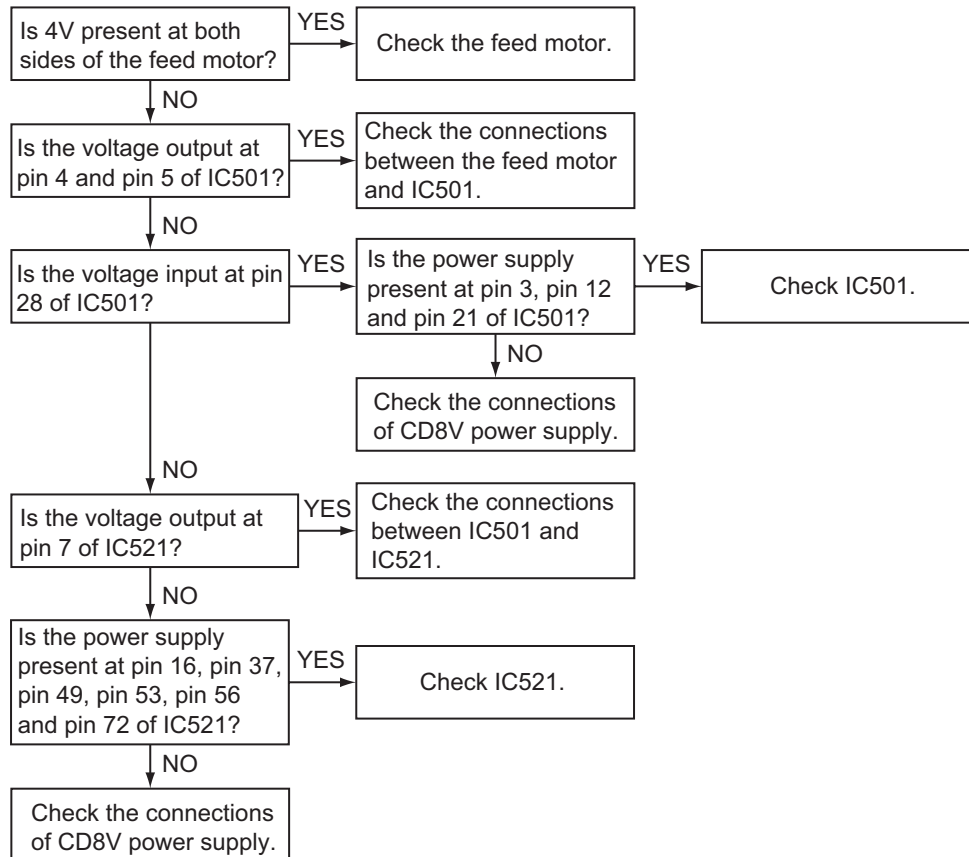 Is 4V present at both
sides of the feed motor?
YES
Check the feed motor.
NO
Is the voltage output at
pin 4 and pin 5 of IC501?
YES
Check the connections
between the feed motor
and IC501.
NO
Is the voltage input at pin
28 of IC501?
YES
Is the power supply
present at pin 3, pin 12
and pin 21 of IC501?
YES
Check IC501.
NO
Check the connections
of CD8V power supply.
NO
Is the voltage output at
pin 7 of IC521?
YES
Check the connections
between IC501 and
IC521.
NO
Is the power supply
present at pin 16, pin 37,
pin 49, pin 53, pin 56
and pin 72 of IC521?
YES
Check IC521.
NO
Check the connections
of CD8V power supply.